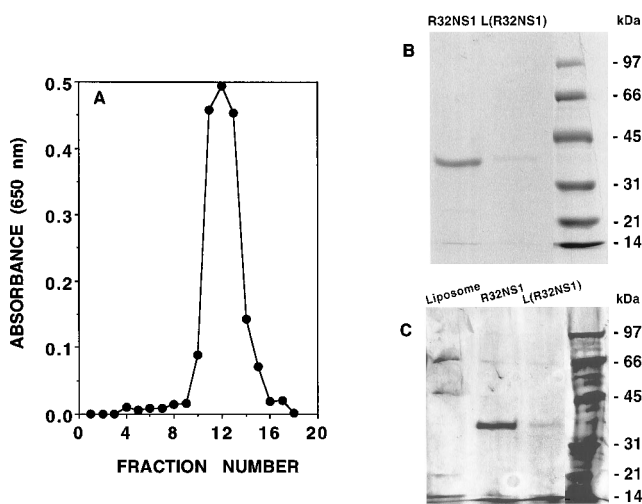 A
0.5
0.4
0.3
0.2
0.1
0.0
0 4 8 12 16 20
ABSORBANCE (650 nm)
FRACTION NUMBER
B
R32NS1 L(R32NS1) kDa
- 97
- 66
- 45
- 31
- 21
- 14
C
Liposome R32NS1 L(R32NS1) kDa
- 97
- 66
- 45
- 31
- 21
- 14